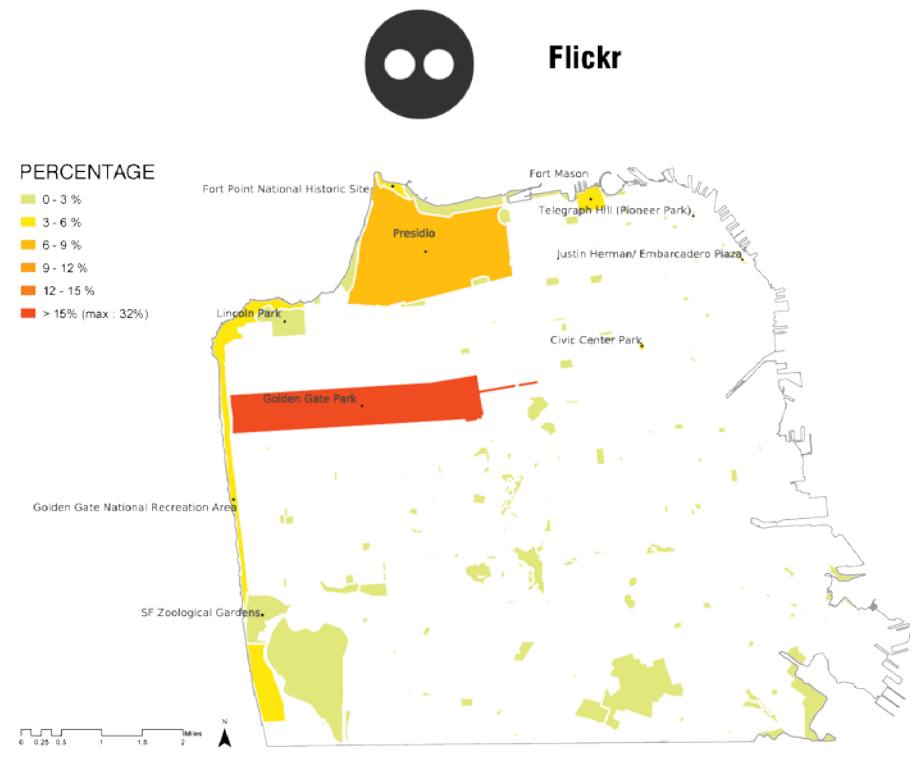 Flickr
PERCENTAGE
0 - 3 %
3 - 6 %
6 - 9 %
9 - 12 %
12 - 15 %
> 15% (max : 32%)
Fort Mason
Fort Point National Historic Site
Telegraph Hill (Pioneer Park)
Presidio
Justin Herman/ Embarcadero Plaza
Lincoln Park
Civic Center Park
Golden Gate Park
Golden Gate National Recreation Area
SF Zoological Gardens
N
Miles
0 0.25 0.5 1 1.5 2